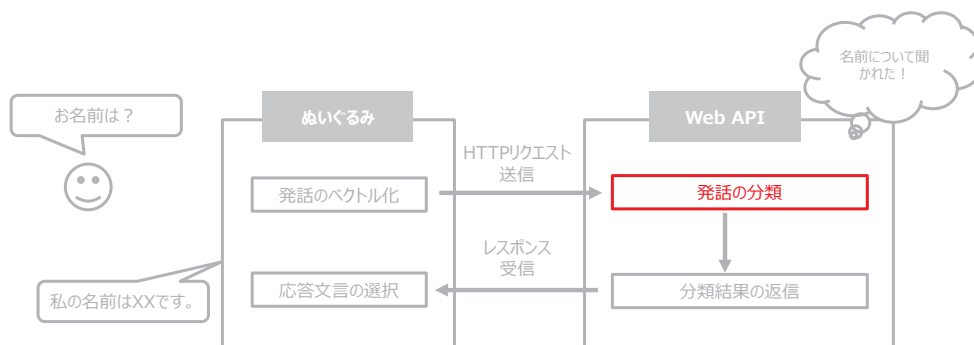 名前について聞
かれた！
お名前は？
ぬいぐるみ
Web API
HTTPリクエスト
送信
発話のベクトル化
発話の分類
レスポンス
受信
私の名前はXXです。
応答文言の選択
分類結果の返信